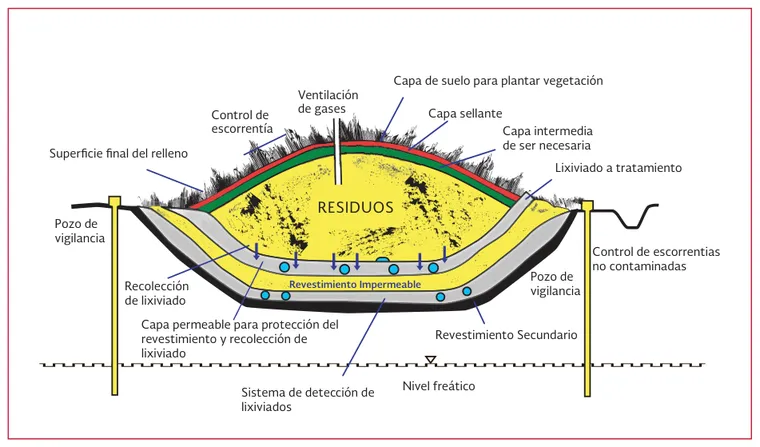 Capa de suelo para plantar vegetación
Ventilación
de gases
Control de
escorrentía
Capa sellante
Capa intermedia
de ser necesaria
Superficie final del relleno
Lixiviado a tratamiento
RESIDUOS
Pozo de
vigilancia
Control de escorrentias
no contaminadas
Recolección
de lixiviado
Revestimiento Impermeable
Pozo de
vigilancia
Capa permeable para protección del
revestimiento y recolección de
lixiviado
Revestimiento Secundario
Sistema de detección de
lixiviados
Nivel freático